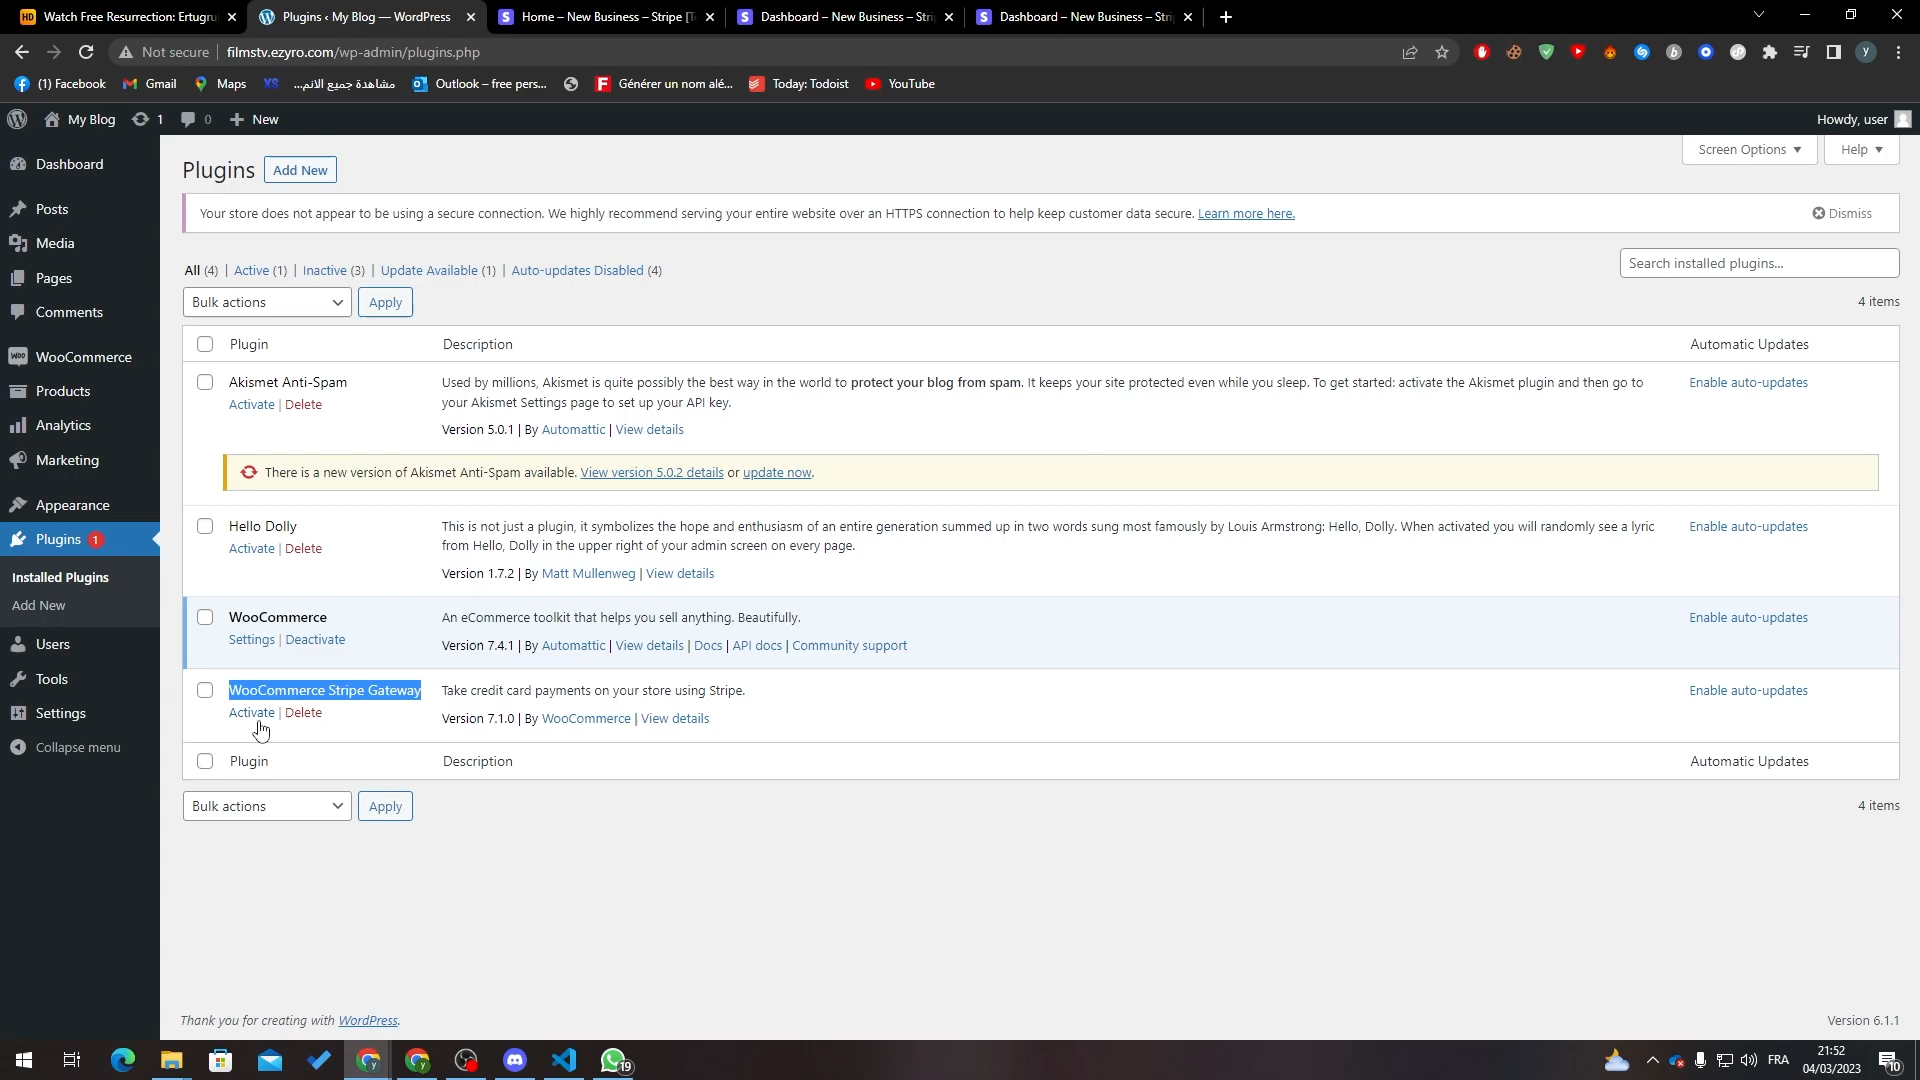 Watch Free Resurrection: Ertugru
Plugins ‹ My Blog — WordPress
Home – New Business – Stripe [T
Dashboard – New Business – Stri
Dashboard – New Business – Stri
Not secure
filmstv.ezyro.com/wp-admin/plugins.php
(1) Facebook
Gmail
Maps
XS
مشاهدة جميع الانم...
Outlook – free pers...
Générer un nom alé...
Today: Todoist
YouTube
My Blog
1
0
New
Howdy, user
Dashboard
Posts
Media
Pages
Comments
WooCommerce
Products
Analytics
Marketing
Appearance
Plugins 1
Installed Plugins
Add New
Users
Tools
Settings
Collapse menu
Screen Options
Help
Plugins
Add New
Your store does not appear to be using a secure connection. We highly recommend serving your entire website over an HTTPS connection to help keep customer data secure. Learn more here.
Dismiss
All (4) | Active (1) | Inactive (3) | Update Available (1) | Auto-updates Disabled (4)
Search installed plugins...
Bulk actions
Apply
4 items
Plugin
Description
Automatic Updates
Akismet Anti-Spam
Activate | Delete
Used by millions, Akismet is quite possibly the best way in the world to protect your blog from spam. It keeps your site protected even while you sleep. To get started: activate the Akismet plugin and then go to
your Akismet Settings page to set up your API key.
Version 5.0.1 | By Automattic | View details
Enable auto-updates
There is a new version of Akismet Anti-Spam available. View version 5.0.2 details or update now.
Hello Dolly
Activate | Delete
This is not just a plugin, it symbolizes the hope and enthusiasm of an entire generation summed up in two words sung most famously by Louis Armstrong: Hello, Dolly. When activated you will randomly see a lyric
from Hello, Dolly in the upper right of your admin screen on every page.
Version 1.7.2 | By Matt Mullenweg | View details
Enable auto-updates
WooCommerce
Settings | Deactivate
An eCommerce toolkit that helps you sell anything. Beautifully.
Version 7.4.1 | By Automattic | View details | Docs | API docs | Community support
Enable auto-updates
WooCommerce Stripe Gateway
Activate | Delete
Take credit card payments on your store using Stripe.
Version 7.1.0 | By WooCommerce | View details
Enable auto-updates
Plugin
Description
Automatic Updates
Bulk actions
Apply
4 items
Thank you for creating with WordPress.
Version 6.1.1
19
FRA
21:52
04/03/2023
10